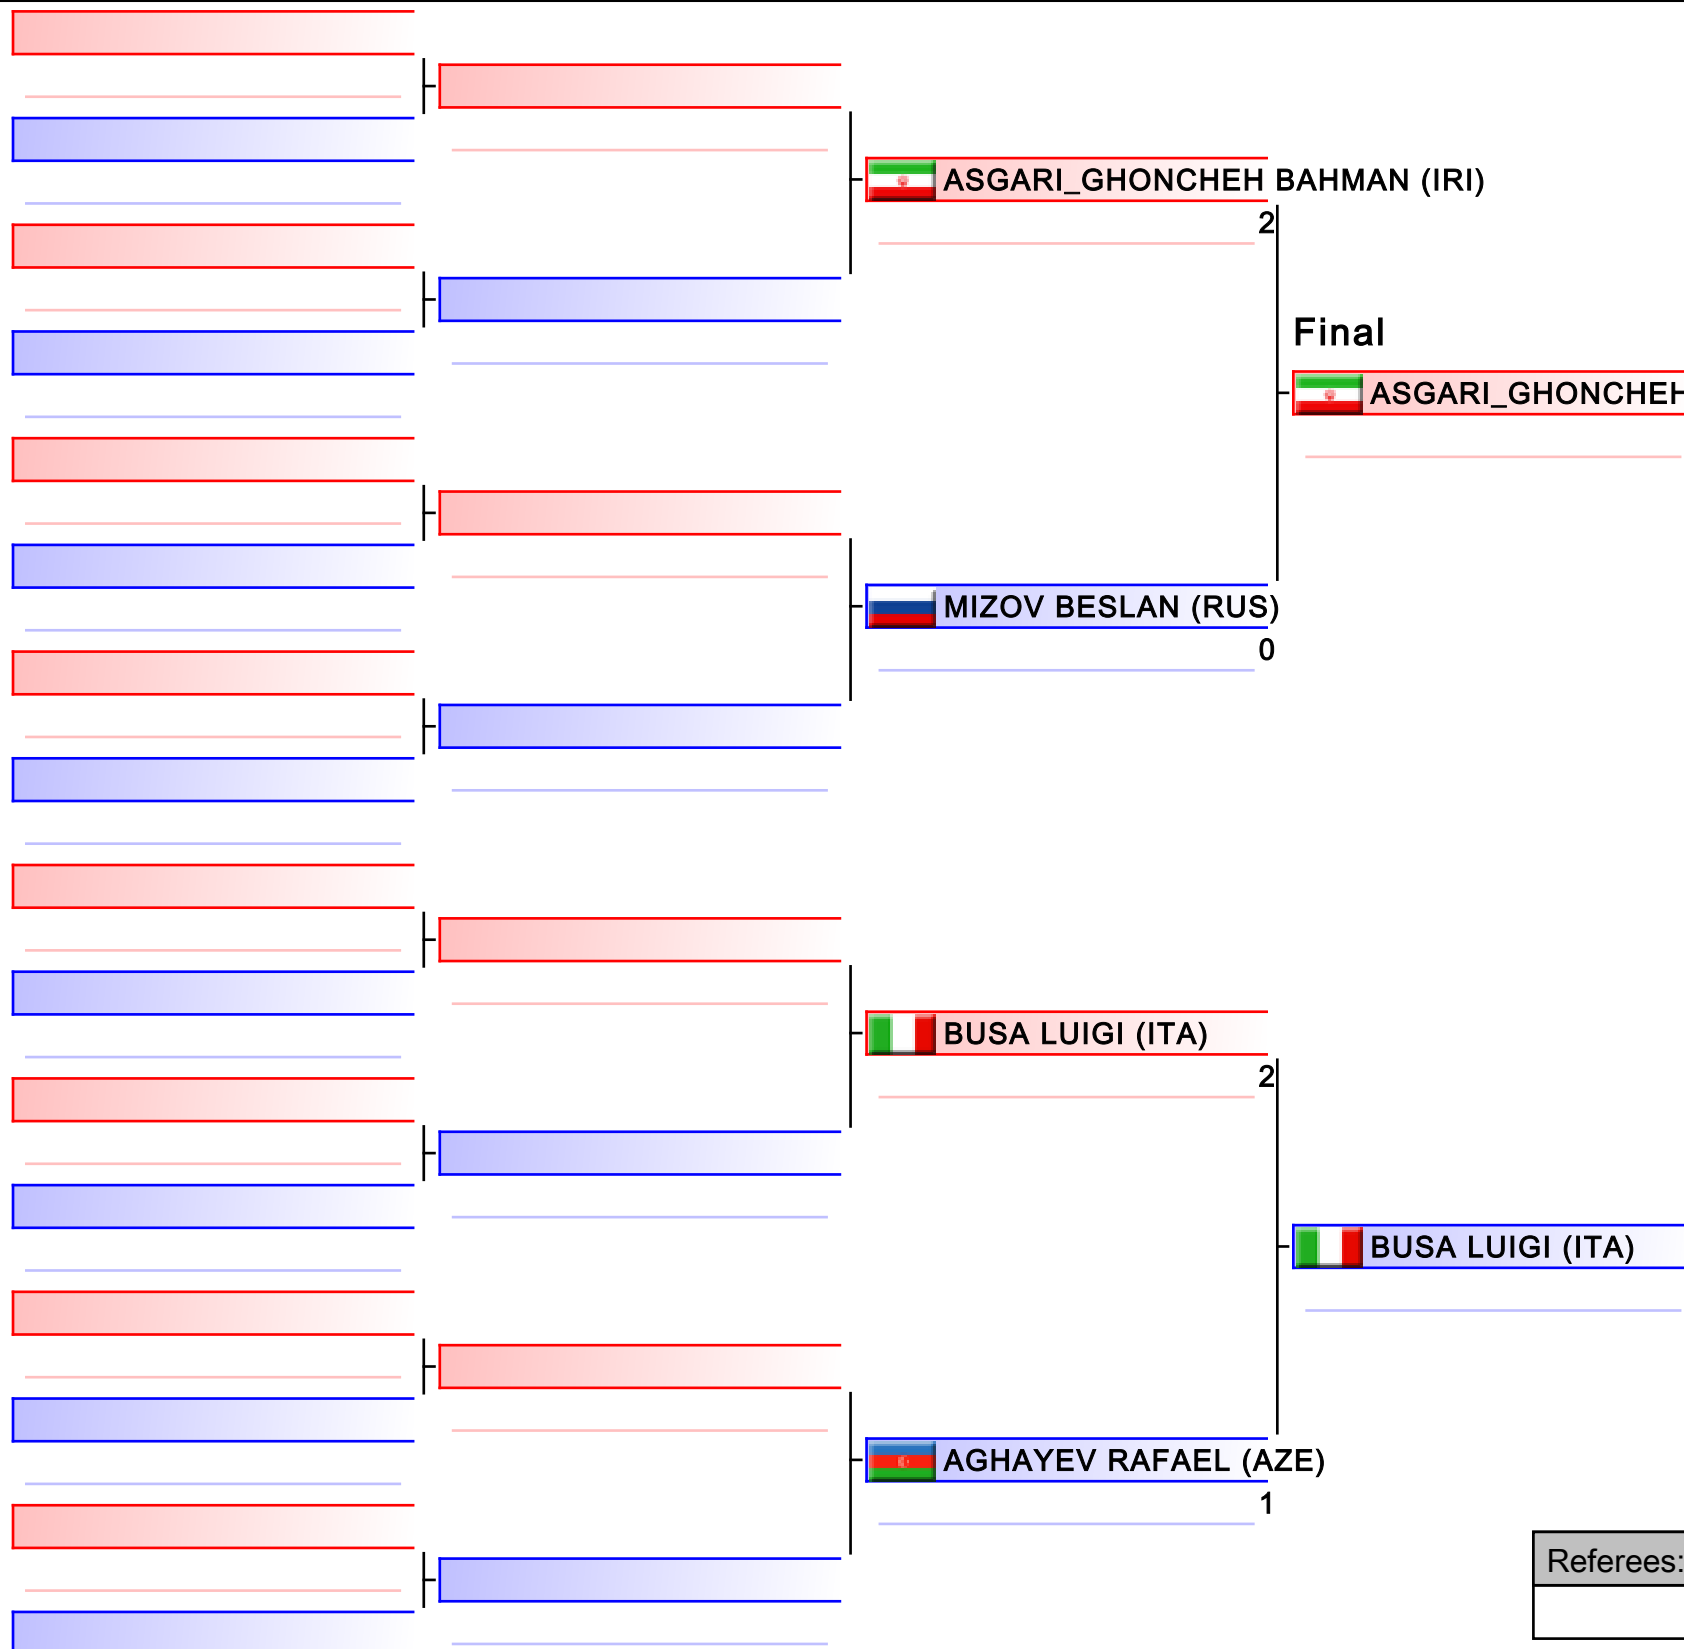 ASGARI_GHONCHEH BAHMAN (IRI)
2
Final
ASGARI_GHONCHEH
MIZOV BESLAN (RUS)
0
BUSA LUIGI (ITA)
2
BUSA LUIGI (ITA)
AGHAYEV RAFAEL (AZE)
1
Referees: